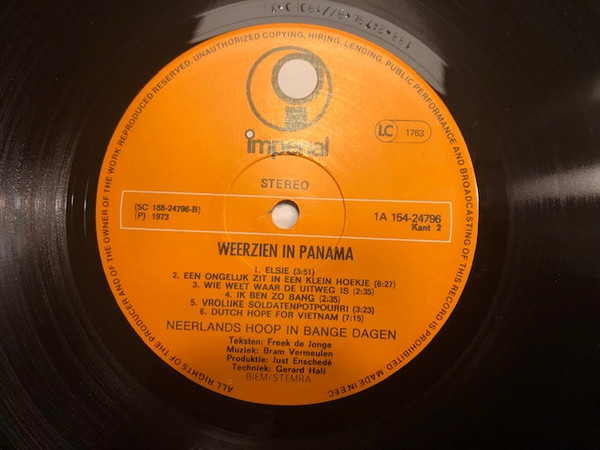 ALL RIGHTS OF THE PRODUCER AND OF THE OWNER OF THE WORK REPRODUCED RESERVED. UNAUTHORIZED COPYING, HIRING, LENDING, PUBLIC PERFORMANCE AND BROADCASTING OF THIS RECORD IS PROHIBITED. MADE IN EEC.
imperial
LC 1763
STEREO
(5C 188-24796-B)
(P) 1973
1A 154-24796
Kant 2
WEERZIEN IN PANAMA
1. ELSJE (3:51)
2. EEN ONGELUK ZIT IN EEN KLEIN HOEKJE (6:27)
3. WIE WEET WAAR DE UITWEG IS (2:35)
4. IK BEN ZO BANG (2:35)
5. VROLIJKE SOLDATENPOTPOURRI (3:23)
6. DUTCH HOPE FOR VIETNAM (7:15)
NEERLANDS HOOP IN BANGE DAGEN
Teksten: Freek de Jonge
Muziek: Bram Vermeulen
Produktie: Just Enschedé
Techniek: Gerard Hall
BIEM/STEMRA